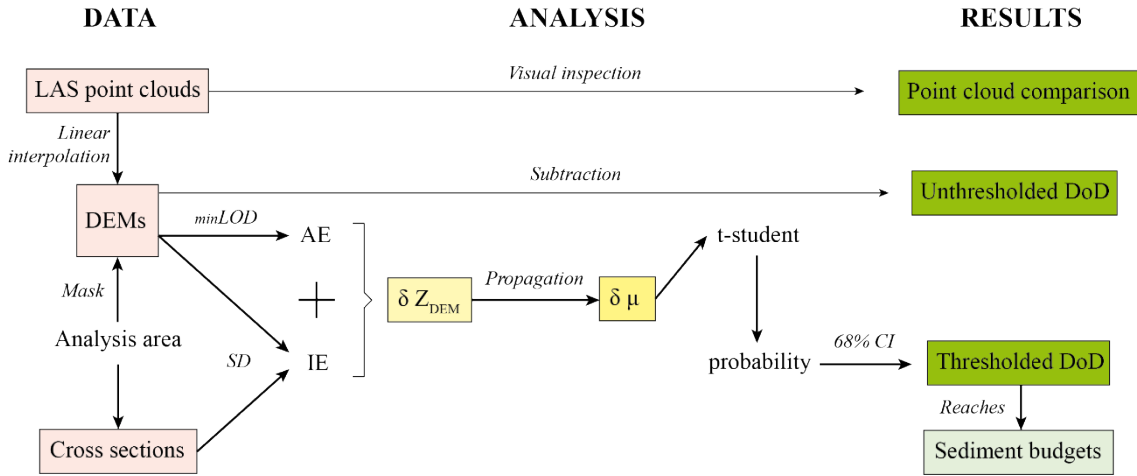 DATA
ANALYSIS
RESULTS
LAS point clouds
Visual inspection
Point cloud comparison
Linear
interpolation
Subtraction
Unthresholded DoD
DEMs
minLOD
AE
t-student
Mask
+
δ Z_DEM
Propagation
δ μ
Analysis area
SD
IE
probability
68% CI
Thresholded DoD
Reaches
Cross sections
Sediment budgets